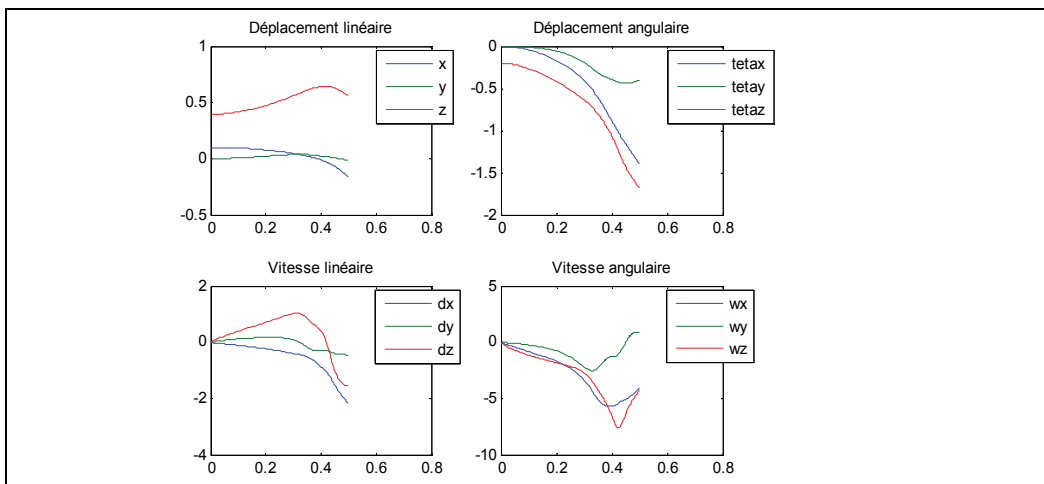 Déplacement linéaire
1
0.5
0
-0.5
0
0.2
0.4
0.6
0.8
x
y
z
Déplacement angulaire
0
-0.5
-1
-1.5
-2
0
0.2
0.4
0.6
0.8
tetax
tetay
tetaz
Vitesse linéaire
2
0
-2
-4
0
0.2
0.4
0.6
0.8
dx
dy
dz
Vitesse angulaire
5
0
-5
-10
0
0.2
0.4
0.6
0.8
wx
wy
wz